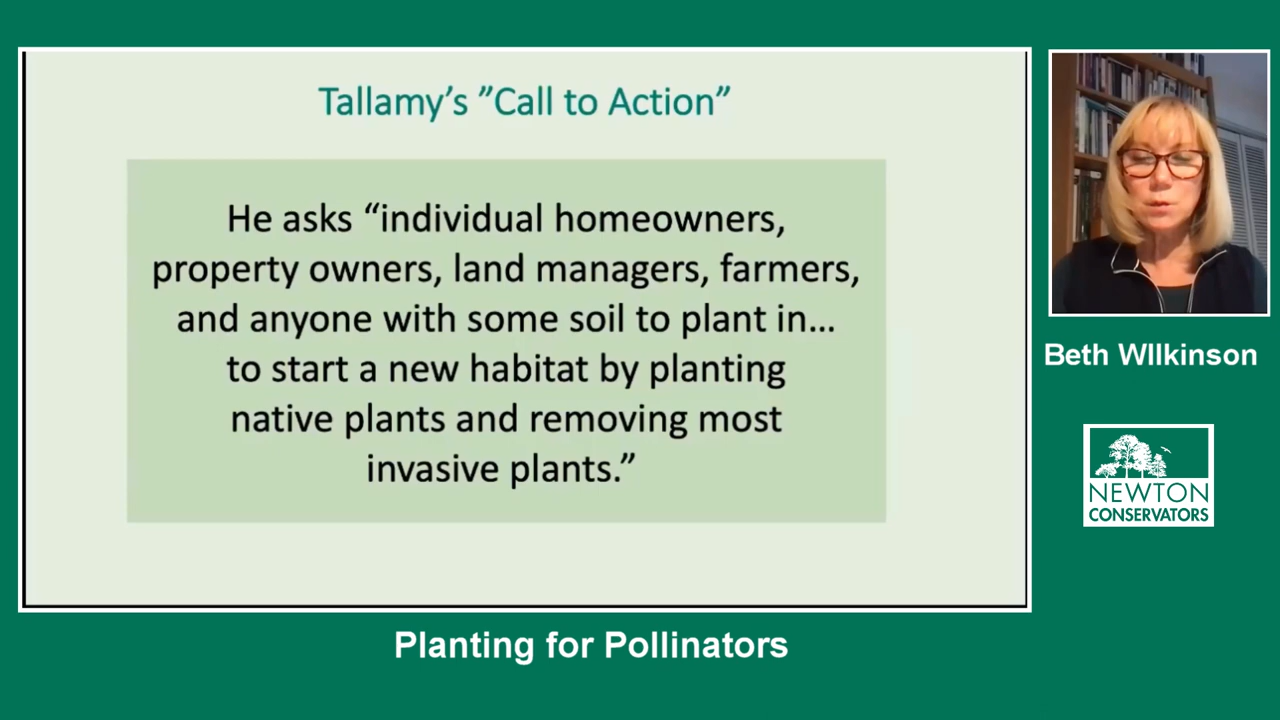 Tallamy’s ”Call to Action”
He asks “individual homeowners,
property owners, land managers, farmers,
and anyone with some soil to plant in…
to start a new habitat by planting
native plants and removing most
invasive plants.”
Beth WIlkinson
NEWTON
CONSERVATORS
Planting for Pollinators